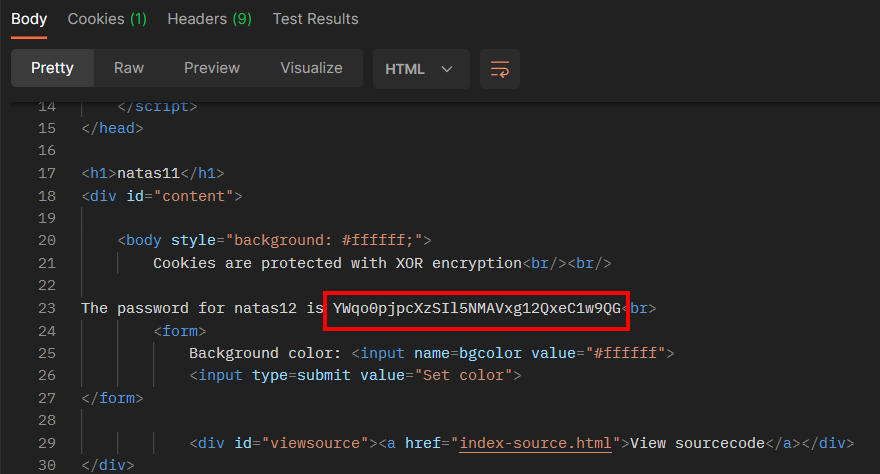 Body Cookies (1) Headers (9) Test Results
Pretty Raw Preview Visualize HTML
14 </script>
15 </head>
16
17 <h1>natas11</h1>
18 <div id="content">
19
20 <body style="background: #ffffff;">
21 Cookies are protected with XOR encryption<br/><br/>
22
23 The password for natas12 is YWqo0pjpcXzSIl5NMAVxg12QxeC1w9QG<br>
24 <form>
25 Background color: <input name=bgcolor value="#ffffff">
26 <input type=submit value="Set color">
27 </form>
28
29 <div id="viewsource"><a href="index-source.html">View sourcecode</a></div>
30 </div>